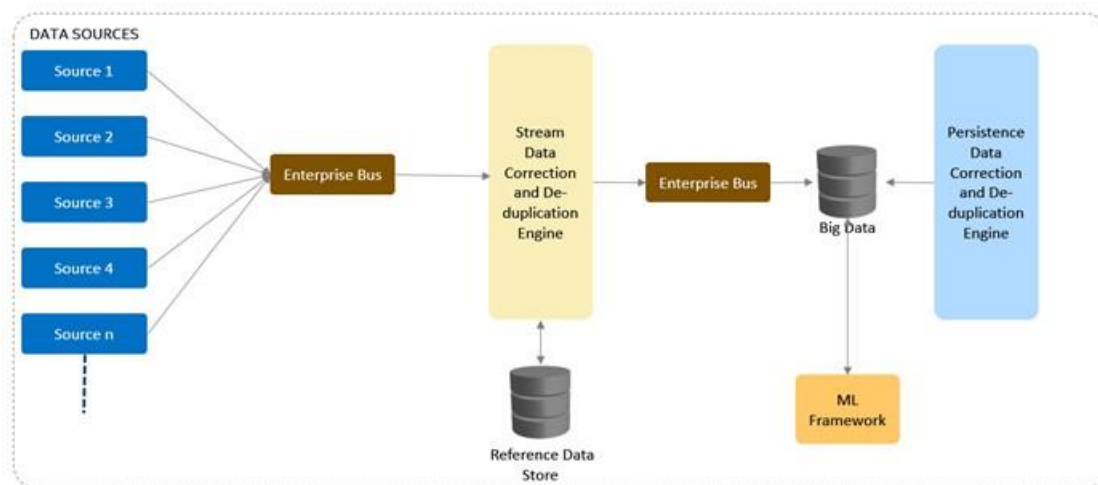 DATA SOURCES
Source 1
Source 2
Source 3
Source 4
Source n
Enterprise Bus
Stream
Data
Correction
and De-
duplication
Engine
Reference Data
Store
Enterprise Bus
Big Data
ML
Framework
Persistence
Data
Correction
and De-
duplication
Engine